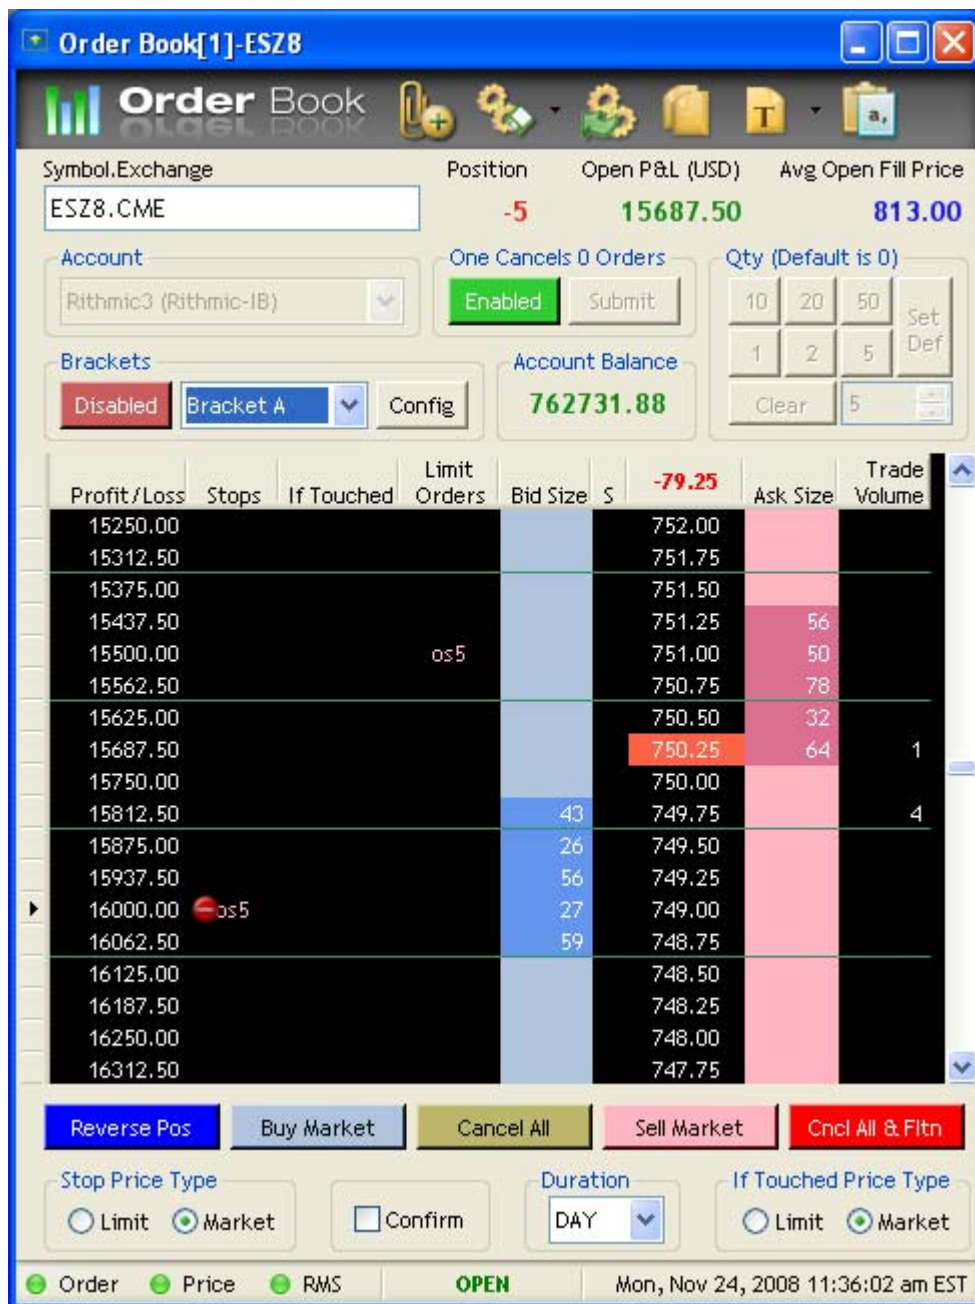 Order Book[1]-ESZ8
Order Book
T
a,
Symbol.Exchange Position Open P&L (USD) Avg Open Fill Price
ESZ8.CME -5 15687.50 813.00
Account One Cancels 0 Orders Qty (Default is 0)
Rithmic3 (Rithmic-IB) Enabled Submit 10 20 50 Set Def
1 2 5
Brackets Account Balance
Disabled Bracket A Config 762731.88 Clear 5
Profit/Loss Stops If Touched Limit Orders Bid Size S -79.25 Ask Size Trade Volume
15250.00 752.00
15312.50 751.75
15375.00 751.50
15437.50 751.25 56
15500.00 os5 751.00 50
15562.50 750.75 78
15625.00 750.50 32
15687.50 750.25 64 1
15750.00 750.00
15812.50 43 749.75 4
15875.00 26 749.50
15937.50 56 749.25
16000.00 os5 27 749.00
16062.50 59 748.75
16125.00 748.50
16187.50 748.25
16250.00 748.00
16312.50 747.75
Reverse Pos Buy Market Cancel All Sell Market Cncl All & Fltn
Stop Price Type Duration If Touched Price Type
Limit Market Confirm DAY Limit Market
Order Price RMS OPEN Mon, Nov 24, 2008 11:36:02 am EST